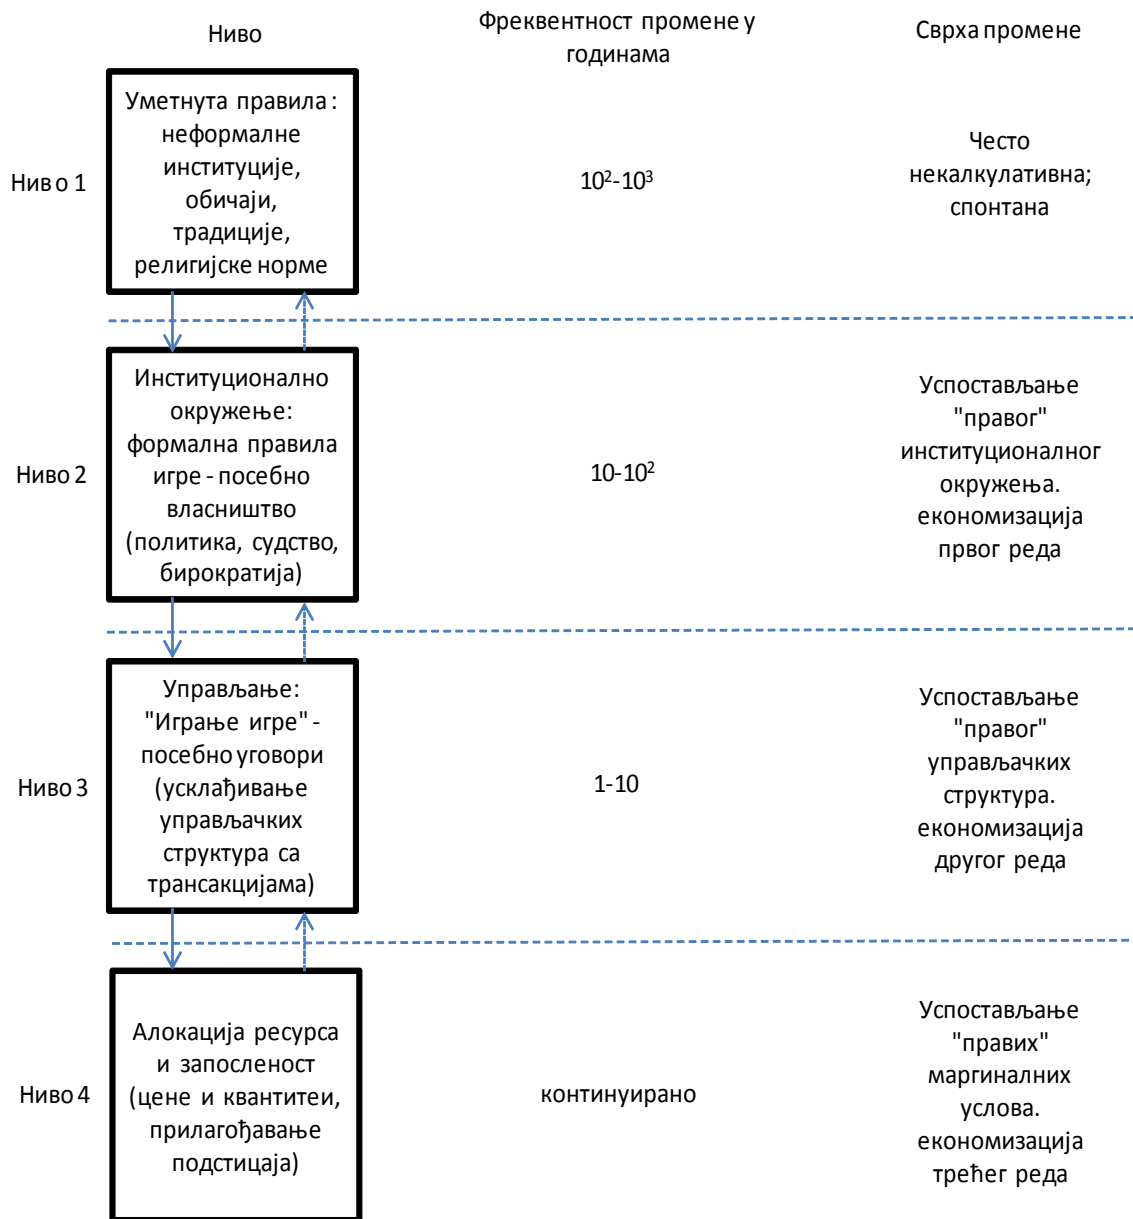 Ниво
Фреквентност промене у
годинама
Сврха промене
Ниво 1
Уметнута правила:
неформалне
институције,
обичаји,
традиције,
религијске норме
10²-10³
Често
некалкулативна;
спонтана
Ниво 2
Институционално
окружење:
формална правила
игре - посебно
власништво
(политика, судство,
бирократија)
10-10²
Успостављање
"правог"
институционалног
окружења.
економизација
првог реда
Ниво 3
Управљање:
"Играње игре" -
посебно уговори
(усклађивање
управљачких
структура са
трансакцијама)
1-10
Успостављање
"правог"
управљачких
структура.
економизација
другог реда
Ниво 4
Алокација ресурса
и запосленост
(цене и квантитеи,
прилагођавање
подстицаја)
континуирано
Успостављање
"правих"
маргиналних
услова.
економизација
трећег реда